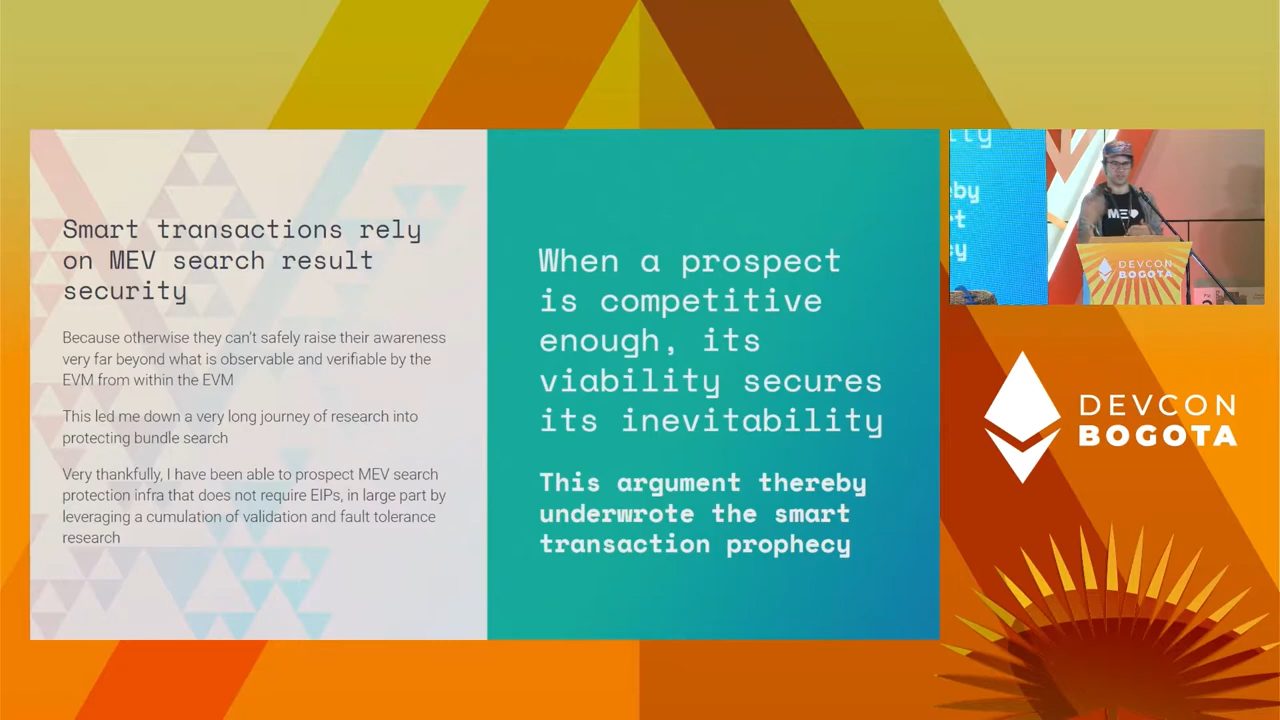 Smart transactions rely
on MEV search result
security
Because otherwise they can't safely raise their awareness
very far beyond what is observable and verifiable by the
EVM from within the EVM
This led me down a very long journey of research into
protecting bundle search
Very thankfully, I have been able to prospect MEV search
protection infra that does not require EIPs, in large part by
leveraging a cumulation of validation and fault tolerance
research
When a prospect
is competitive
enough, its
viability secures
its inevitability
This argument thereby
underwrote the smart
transaction prophecy
DEVCON
BOGOTA
DEVCON
BOGOTA